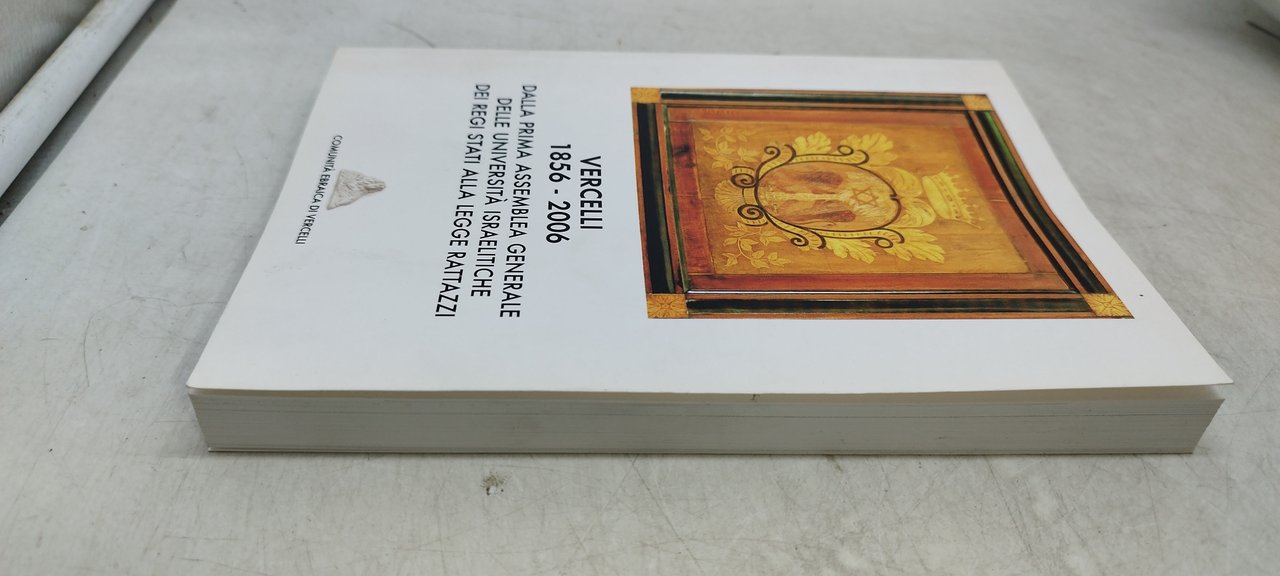 VERCELLI
1856 - 2006
DALLA PRIMA ASSEMBLEA GENERALE
DELLE UNIVERSITÀ ISRAELITICHE
DEI REGI STATI ALLA LEGGE RATTAZZI
COMUNITÀ EBRAICA DI VERCELLI